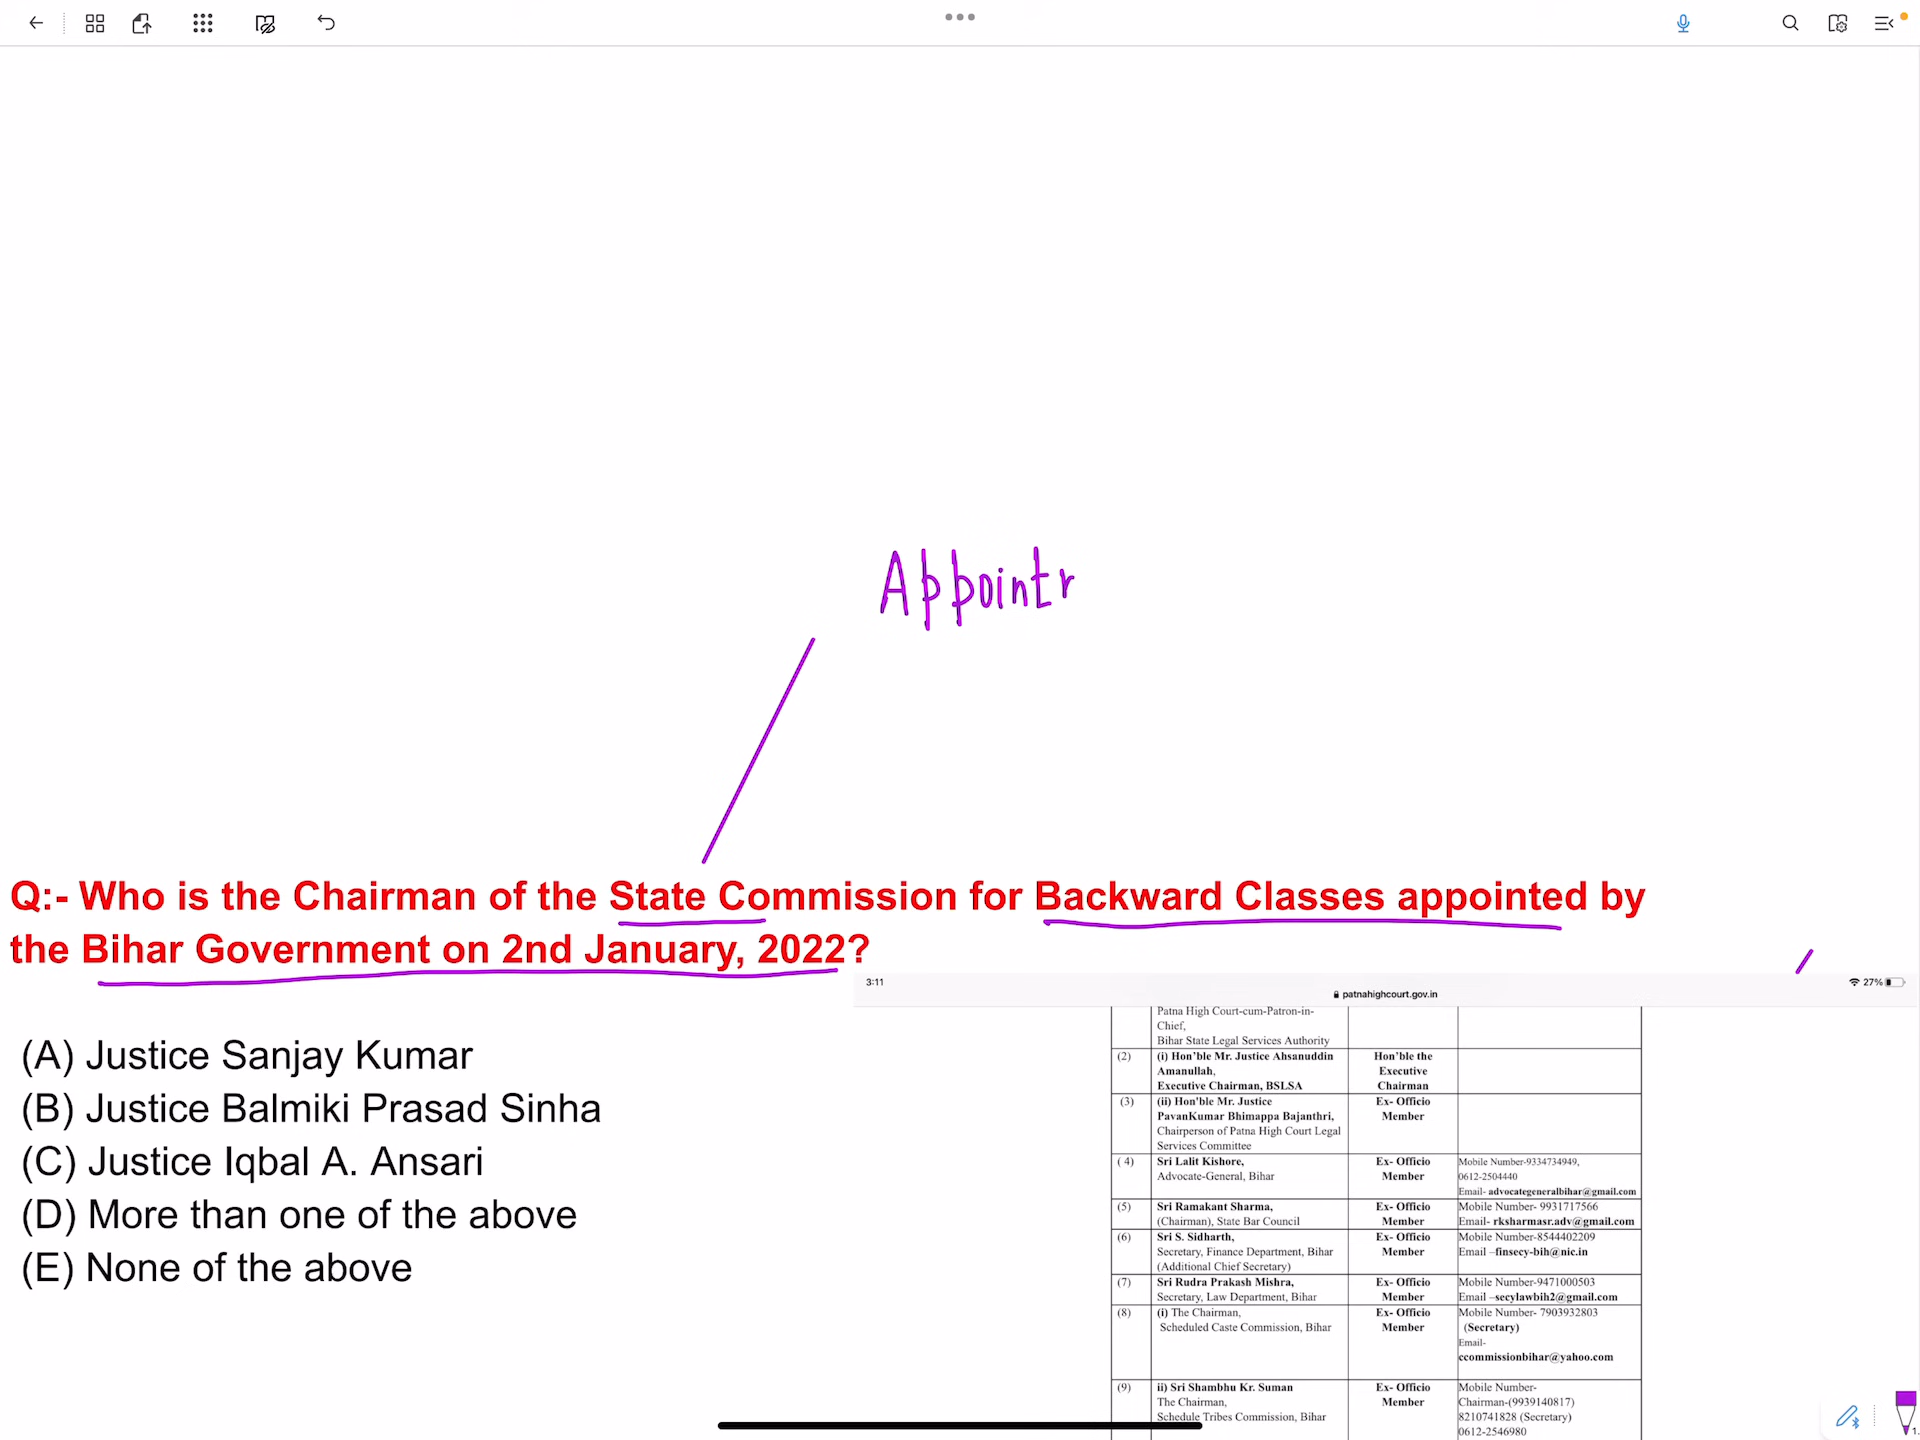 Appointr
Q:- Who is the Chairman of the State Commission for Backward Classes appointed by
the Bihar Government on 2nd January, 2022?
3:11
27%
patnahighcourt.gov.in
(A) Justice Sanjay Kumar
(B) Justice Balmiki Prasad Sinha
(C) Justice Iqbal A. Ansari
(D) More than one of the above
(E) None of the above
Patna High Court-cum-Patron-in-
Chief,
Bihar State Legal Services Authority
(2) (i) Hon'ble Mr. Justice Ahsanuddin Hon'ble the
Amanullah, Executive
Executive Chairman, BSLSA Chairman
(3) (ii) Hon'ble Mr. Justice Ex- Officio
PavanKumar Bhimappa Bajanthri, Member
Chairperson of Patna High Court Legal
Services Committee
( 4) Sri Lalit Kishore, Ex- Officio Mobile Number-9334734949,
Advocate-General, Bihar Member 0612-2504440
Email- advocategeneralbihar@gmail.com
(5) Sri Ramakant Sharma, Ex- Officio Mobile Number- 9931717566
(Chairman), State Bar Council Member Email- rksharmasr.adv@gmail.com
(6) Sri S. Sidharth, Ex- Officio Mobile Number-8544402209
Secretary, Finance Department, Bihar Member Email –finsecy-bih@nic.in
(Additional Chief Secretary)
(7) Sri Rudra Prakash Mishra, Ex- Officio Mobile Number-9471000503
Secretary, Law Department, Bihar Member Email –secylawbih2@gmail.com
(8) (i) The Chairman, Ex- Officio Mobile Number- 7903932803
Scheduled Caste Commission, Bihar Member (Secretary)
Email-
ccommissionbihar@yahoo.com
(9) ii) Sri Shambhu Kr. Suman Ex- Officio Mobile Number-
The Chairman, Member Chairman-(9939140817)
Schedule Tribes Commission, Bihar 8210741828 (Secretary)
0612-2546980